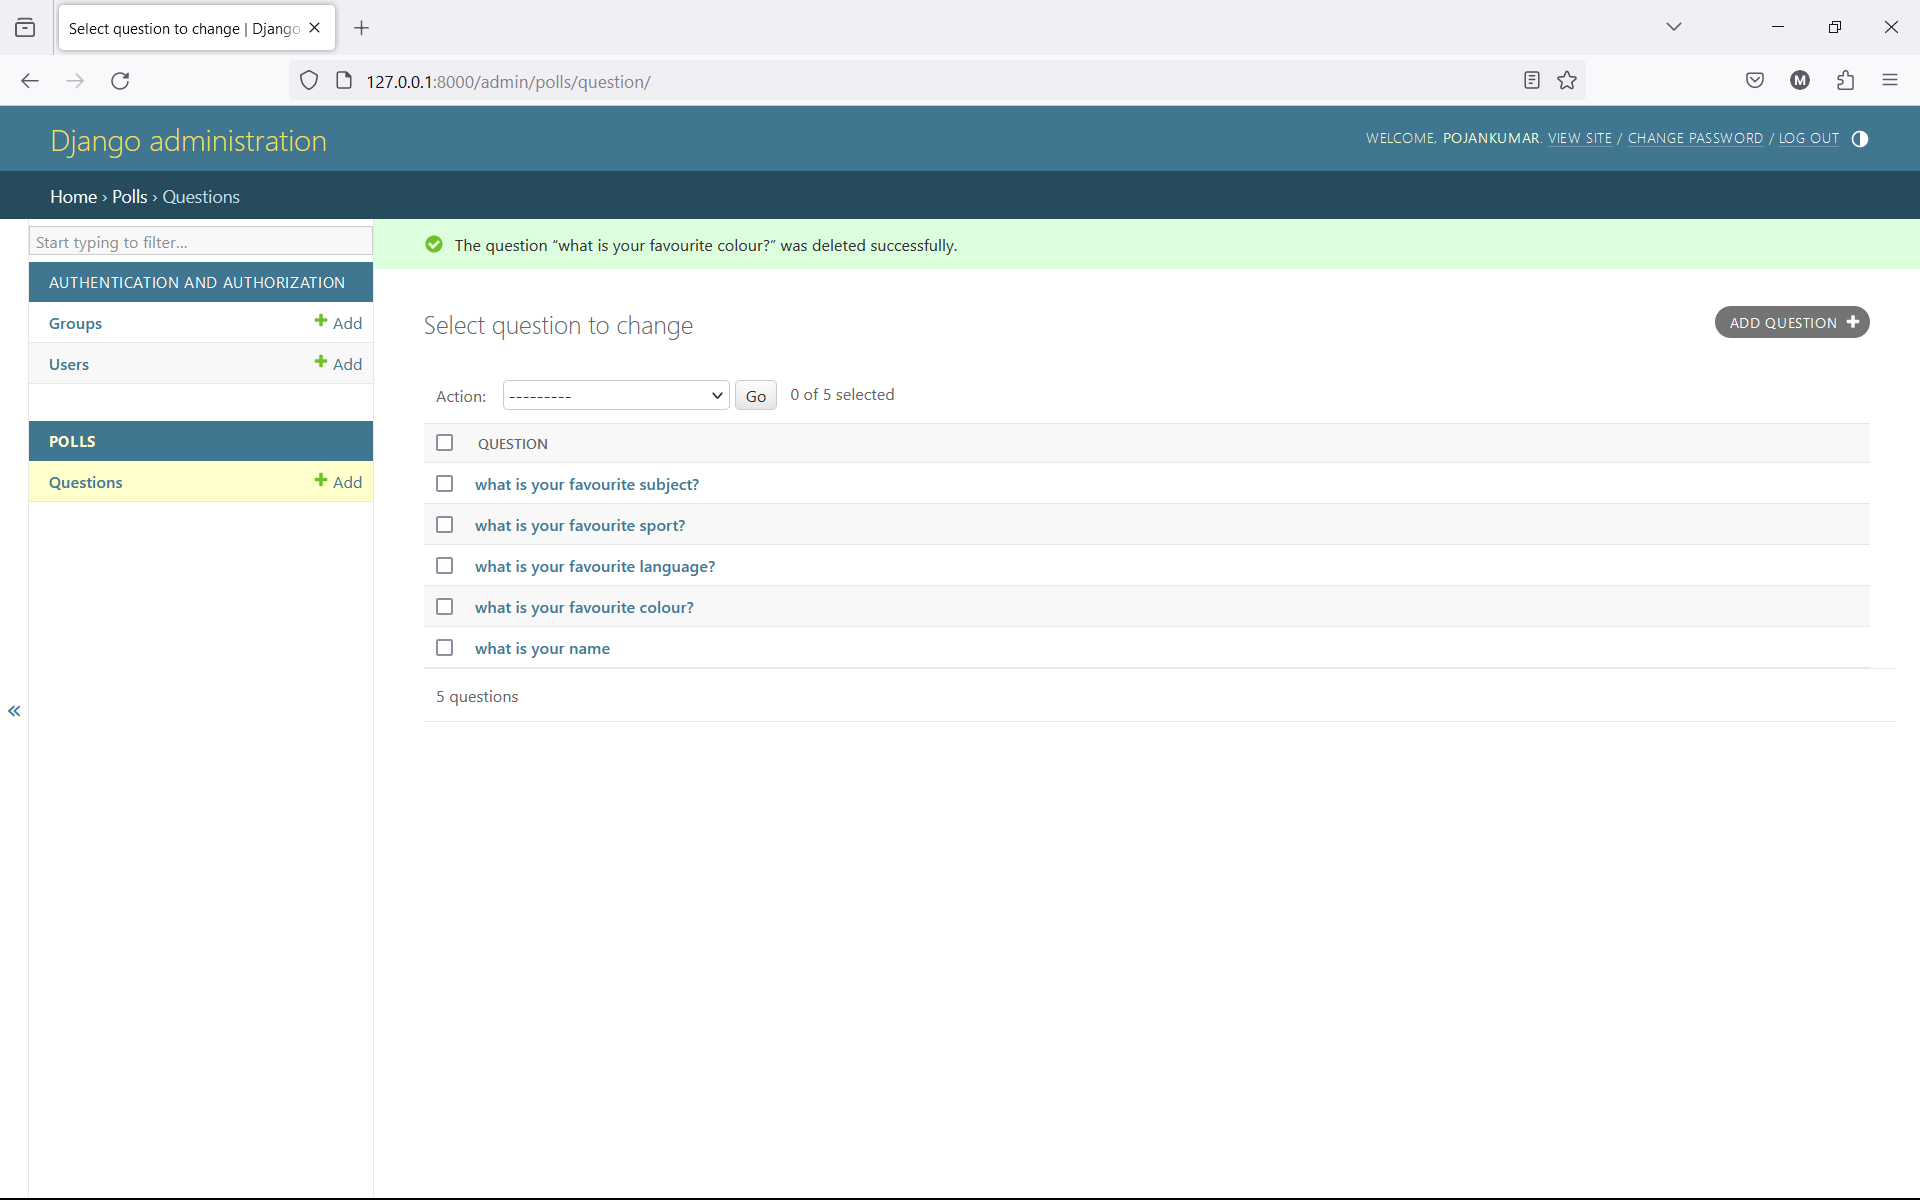 Select question to change | Django
127.0.0.1:8000/admin/polls/question/
M
Django administration
WELCOME, POJANKUMAR. VIEW SITE / CHANGE PASSWORD / LOG OUT
Home › Polls › Questions
Start typing to filter...
The question “what is your favourite colour?” was deleted successfully.
AUTHENTICATION AND AUTHORIZATION
Groups Add
Users Add
POLLS
Questions Add
Select question to change
ADD QUESTION
Action: --------- Go 0 of 5 selected
QUESTION
what is your favourite subject?
what is your favourite sport?
what is your favourite language?
what is your favourite colour?
what is your name
5 questions
«